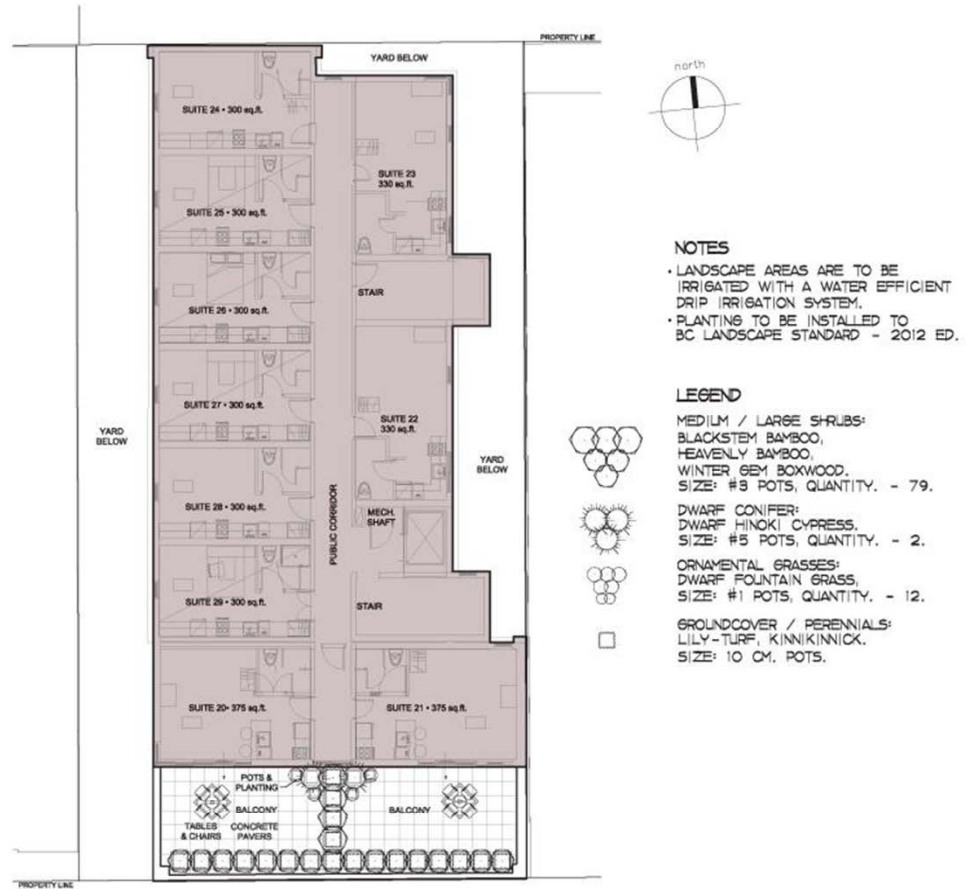 PROPERTY LINE
YARD BELOW
north
SUITE 24 • 300 sq.ft.
SUITE 23
330 sq.ft.
SUITE 25 • 300 sq.ft.
STAIR
SUITE 26 • 300 sq.ft.
SUITE 27 • 300 sq.ft.
SUITE 22
330 sq.ft.
YARD
BELOW
YARD
BELOW
SUITE 28 • 300 sq.ft.
MECH.
SHAFT
PUBLIC CORRIDOR
SUITE 29 • 300 sq.ft.
STAIR
SUITE 20• 375 sq.ft.
SUITE 21 • 375 sq.ft.
POTS &
PLANTING
BALCONY
BALCONY
TABLES
& CHAIRS
CONCRETE
PAVERS
PROPERTY LINE
NOTES
• LANDSCAPE AREAS ARE TO BE
IRRIGATED WITH A WATER EFFICIENT
DRIP IRRIGATION SYSTEM.
• PLANTING TO BE INSTALLED TO
BC LANDSCAPE STANDARD - 2012 ED.
LEGEND
MEDIUM / LARGE SHRUBS:
BLACKSTEM BAMBOO,
HEAVENLY BAMBOO,
WINTER GEM BOXWOOD.
SIZE: #3 POTS, QUANTITY. - 79.
DWARF CONIFER:
DWARF HINOKI CYPRESS.
SIZE: #5 POTS, QUANTITY. - 2.
ORNAMENTAL GRASSES:
DWARF FOUNTAIN GRASS,
SIZE: #1 POTS, QUANTITY. - 12.
GROUNDCOVER / PERENNIALS:
LILY-TURF, KINNIKINNICK.
SIZE: 10 CM. POTS.